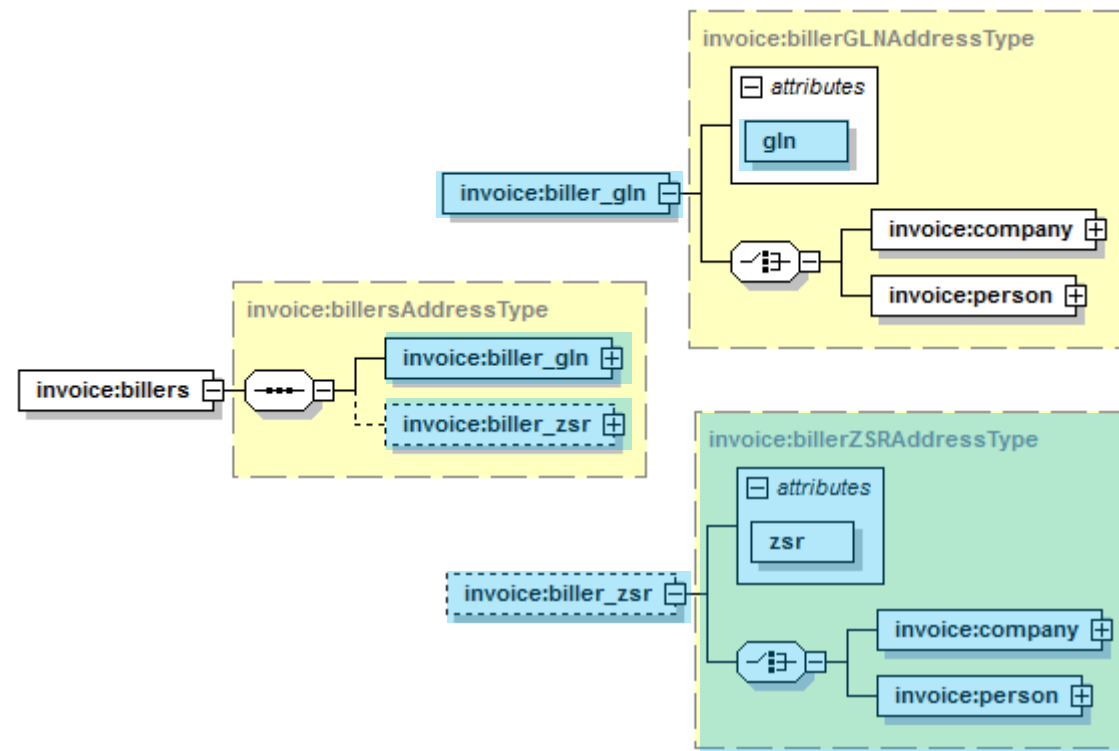 invoice:billerGLNAddressType
attributes
gln
invoice:biller_gln
invoice:company
invoice:person
invoice:billersAddressType
invoice:biller_gln
invoice:billers
invoice:biller_zsr
invoice:billerZSRAddressType
attributes
zsr
invoice:biller_zsr
invoice:company
invoice:person